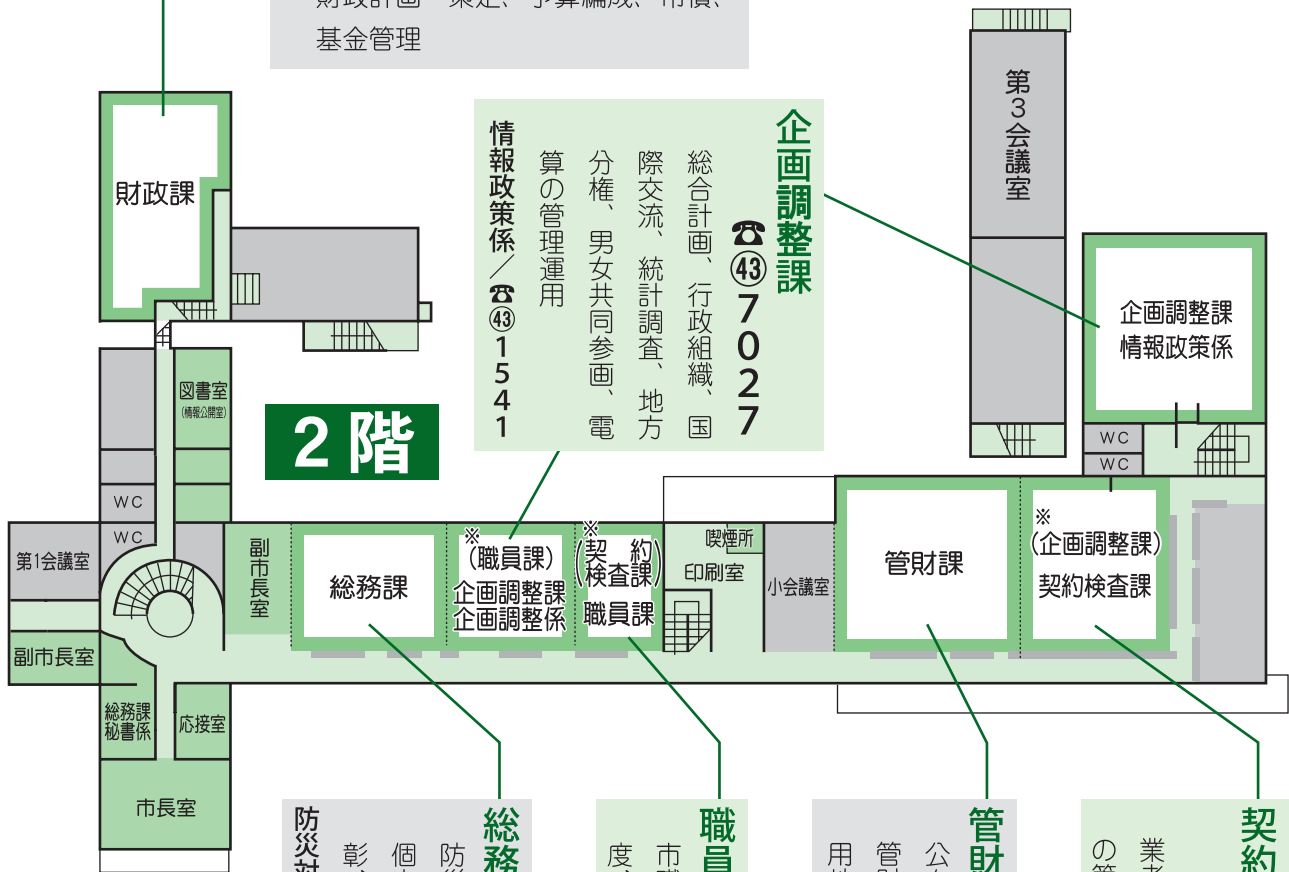 基金管理
企画調整課
☎㊸7027
総合計画、行政組織、国
際交流、統計調査、地方
分権、男女共同参画、電
算の管理運用
情報政策係／☎㊸1541
第3会議室
財政課
企画調整課
情報政策係
WC
WC
図書室
(情報公開室)
2階
WC
WC
第1会議室
副市長室
総務課
※
(職員課)
企画調整課
企画調整係
※
(契約検査課)
職員課
喫煙所
印刷室
小会議室
管財課
※
(企画調整課)
契約検査課
副市長室
総務課
秘書係
応接室
市長室
総務
防災対
職員
市職
度、
管財
契約
業者